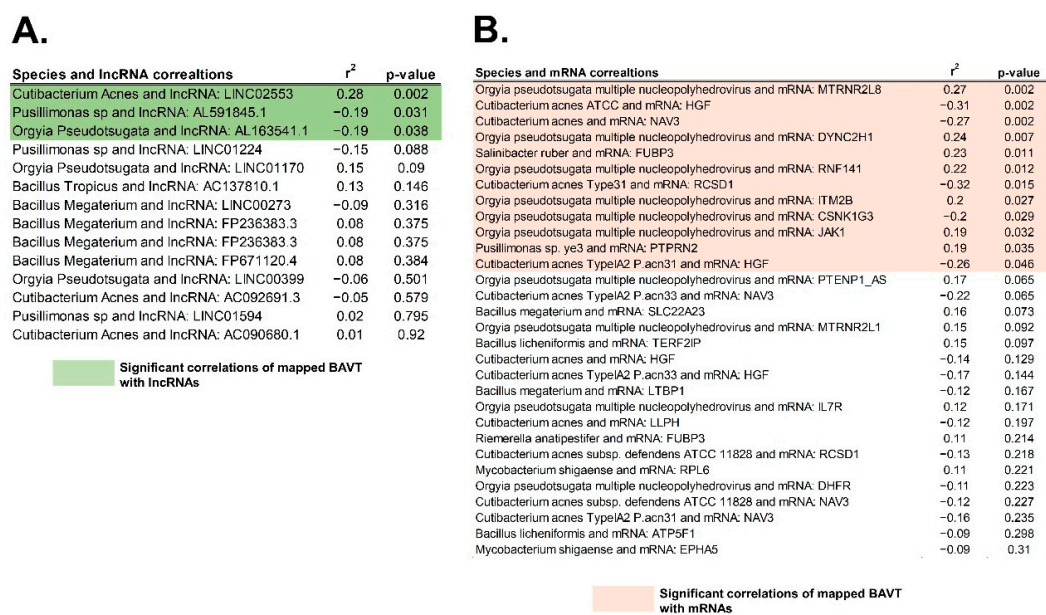 A.
Species and lncRNA correaltions r² p-value
Cutibacterium Acnes and lncRNA: LINC02553 0.28 0.002
Pusillimonas sp and lncRNA: AL591845.1 −0.19 0.031
Orgyia Pseudotsugata and lncRNA: AL163541.1 −0.19 0.038
Pusillimonas sp and lncRNA: LINC01224 −0.15 0.088
Orgyia Pseudotsugata and lncRNA: LINC01170 0.15 0.09
Bacillus Tropicus and lncRNA: AC137810.1 0.13 0.146
Bacillus Megaterium and lncRNA: LINC00273 −0.09 0.316
Bacillus Megaterium and lncRNA: FP236383.3 0.08 0.375
Bacillus Megaterium and lncRNA: FP236383.3 0.08 0.375
Bacillus Megaterium and lncRNA: FP671120.4 0.08 0.384
Orgyia Pseudotsugata and lncRNA: LINC00399 −0.06 0.501
Cutibacterium Acnes and lncRNA: AC092691.3 −0.05 0.579
Pusillimonas sp and lncRNA: LINC01594 0.02 0.795
Cutibacterium Acnes and lncRNA: AC090680.1 0.01 0.92
Significant correlations of mapped BAVT
with lncRNAs
B.
Species and mRNA correaltions r² p-value
Orgyia pseudotsugata multiple nucleopolyhedrovirus and mRNA: MTRNR2L8 0.27 0.002
Cutibacterium acnes ATCC and mRNA: HGF −0.31 0.002
Cutibacterium acnes and mRNA: NAV3 −0.27 0.002
Orgyia pseudotsugata multiple nucleopolyhedrovirus and mRNA: DYNC2H1 0.24 0.007
Salinibacter ruber and mRNA: FUBP3 0.23 0.011
Orgyia pseudotsugata multiple nucleopolyhedrovirus and mRNA: RNF141 0.22 0.012
Cutibacterium acnes Type31 and mRNA: RCSD1 −0.32 0.015
Orgyia pseudotsugata multiple nucleopolyhedrovirus and mRNA: ITM2B 0.2 0.027
Orgyia pseudotsugata multiple nucleopolyhedrovirus and mRNA: CSNK1G3 −0.2 0.029
Orgyia pseudotsugata multiple nucleopolyhedrovirus and mRNA: JAK1 0.19 0.032
Pusillimonas sp. ye3 and mRNA: PTPRN2 0.19 0.035
Cutibacterium acnes TypeIA2 P.acn31 and mRNA: HGF −0.26 0.046
Orgyia pseudotsugata multiple nucleopolyhedrovirus and mRNA: PTENP1_AS 0.17 0.065
Cutibacterium acnes TypeIA2 P.acn33 and mRNA: NAV3 −0.22 0.065
Bacillus megaterium and mRNA: SLC22A23 0.16 0.073
Orgyia pseudotsugata multiple nucleopolyhedrovirus and mRNA: MTRNR2L1 0.15 0.092
Bacillus licheniformis and mRNA: TERF2IP 0.15 0.097
Cutibacterium acnes and mRNA: HGF −0.14 0.129
Cutibacterium acnes TypeIA2 P.acn33 and mRNA: HGF −0.17 0.144
Bacillus megaterium and mRNA: LTBP1 −0.12 0.167
Orgyia pseudotsugata multiple nucleopolyhedrovirus and mRNA: IL7R 0.12 0.171
Cutibacterium acnes and mRNA: LLPH −0.12 0.197
Riemerella anatipestifer and mRNA: FUBP3 0.11 0.214
Cutibacterium acnes subsp. defendens ATCC 11828 and mRNA: RCSD1 −0.13 0.218
Mycobacterium shigaense and mRNA: RPL6 0.11 0.221
Orgyia pseudotsugata multiple nucleopolyhedrovirus and mRNA: DHFR −0.11 0.223
Cutibacterium acnes subsp. defendens ATCC 11828 and mRNA: NAV3 −0.12 0.227
Cutibacterium acnes TypeIA2 P.acn31 and mRNA: NAV3 −0.16 0.235
Bacillus licheniformis and mRNA: ATP5F1 −0.09 0.298
Mycobacterium shigaense and mRNA: EPHA5 −0.09 0.31
Significant correlations of mapped BAVT
with mRNAs